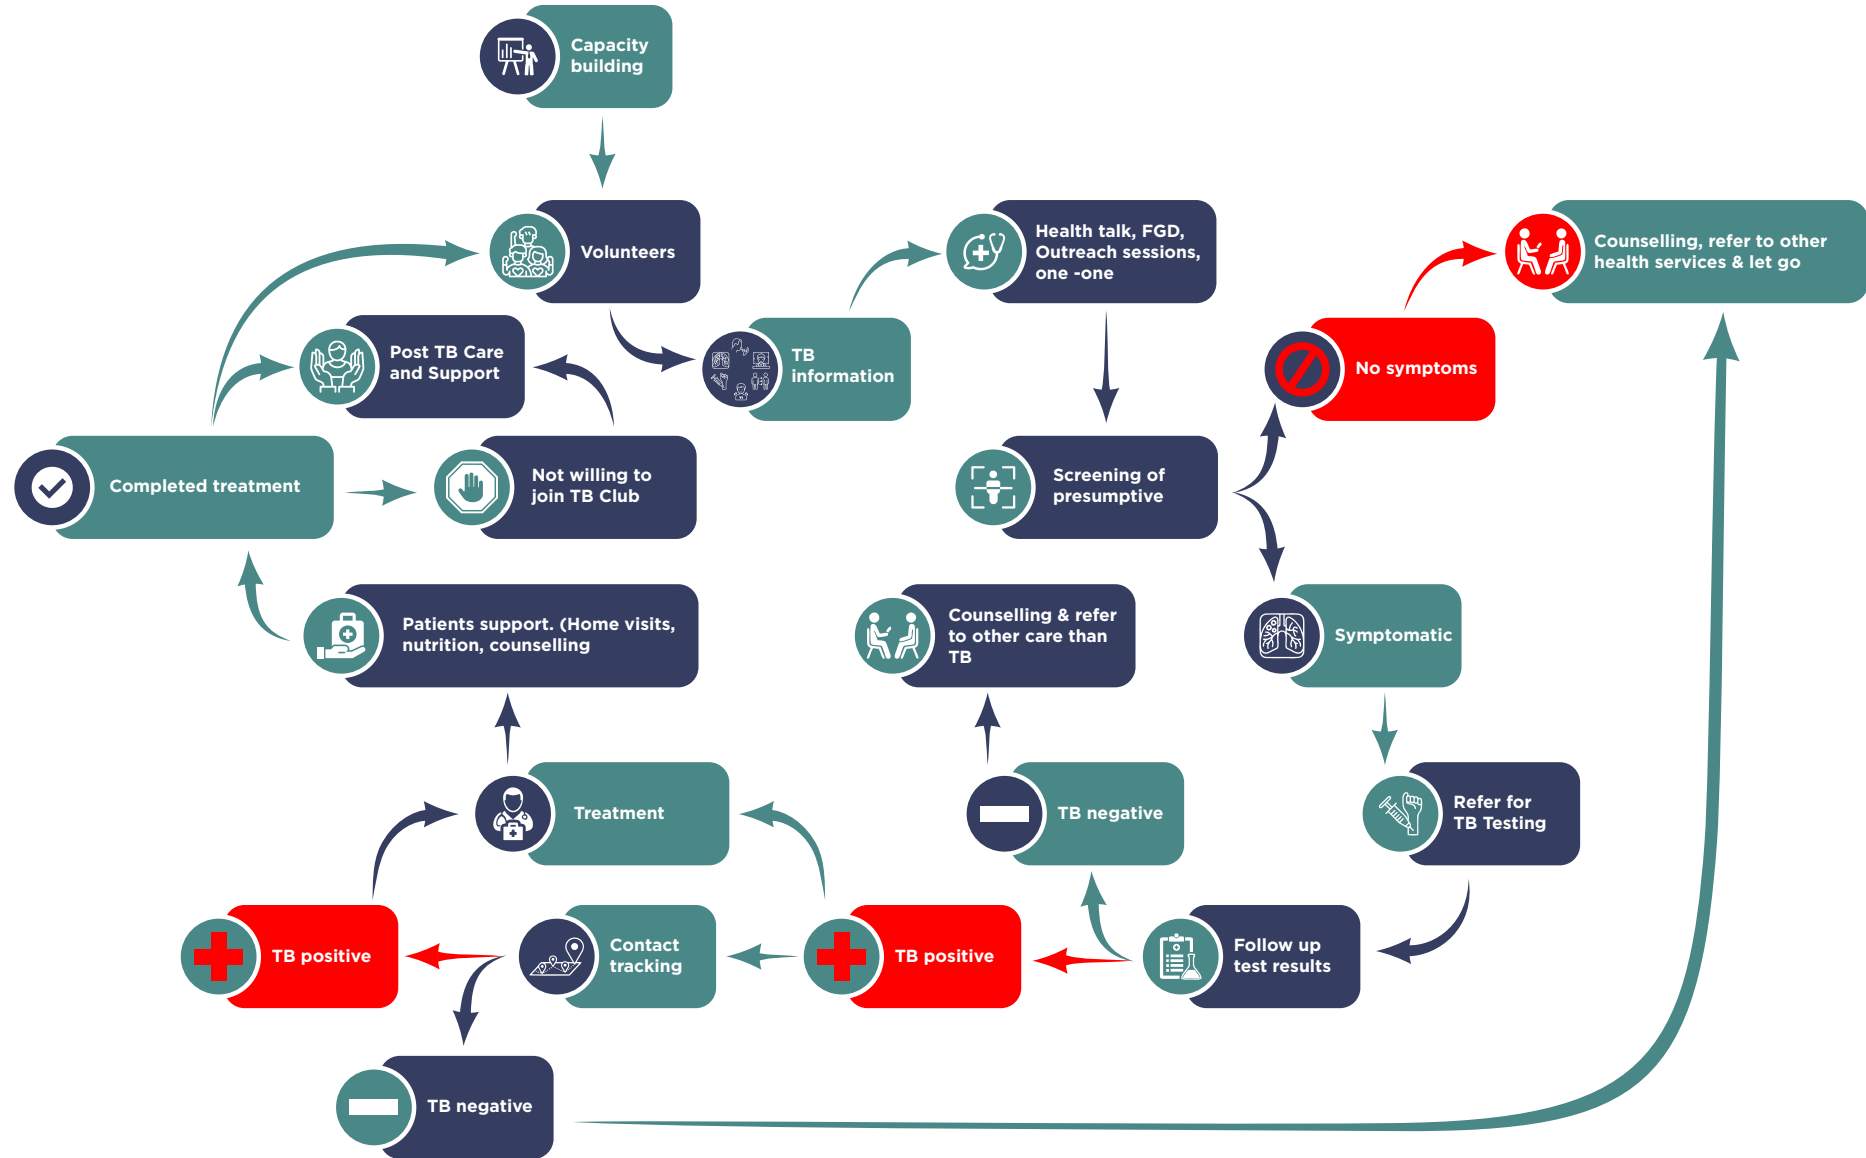 Capacity
building
Volunteers
Health talk, FGD,
Outreach sessions,
one -one
Counselling, refer to other
health services & let go
Post TB Care
and Support
TB
information
No symptoms
Completed treatment
Not willing to
join TB Club
Screening of
presumptive
Patients support. (Home visits,
nutrition, counselling
Counselling & refer
to other care than
TB
Symptomatic
Treatment
TB negative
Refer for
TB Testing
TB positive
Contact
tracking
TB positive
Follow up
test results
TB negative